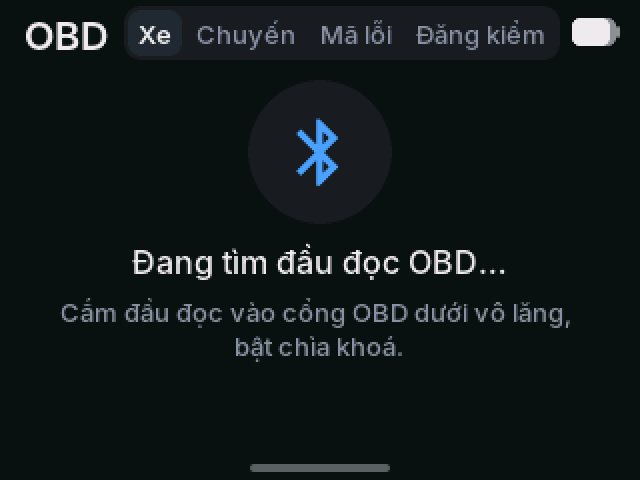 OBD
Xe
Chuyến
Mã lỗi
Đăng kiểm
Đang tìm đầu đọc OBD...
Cắm đầu đọc vào cổng OBD dưới vô lăng,
bật chìa khoá.